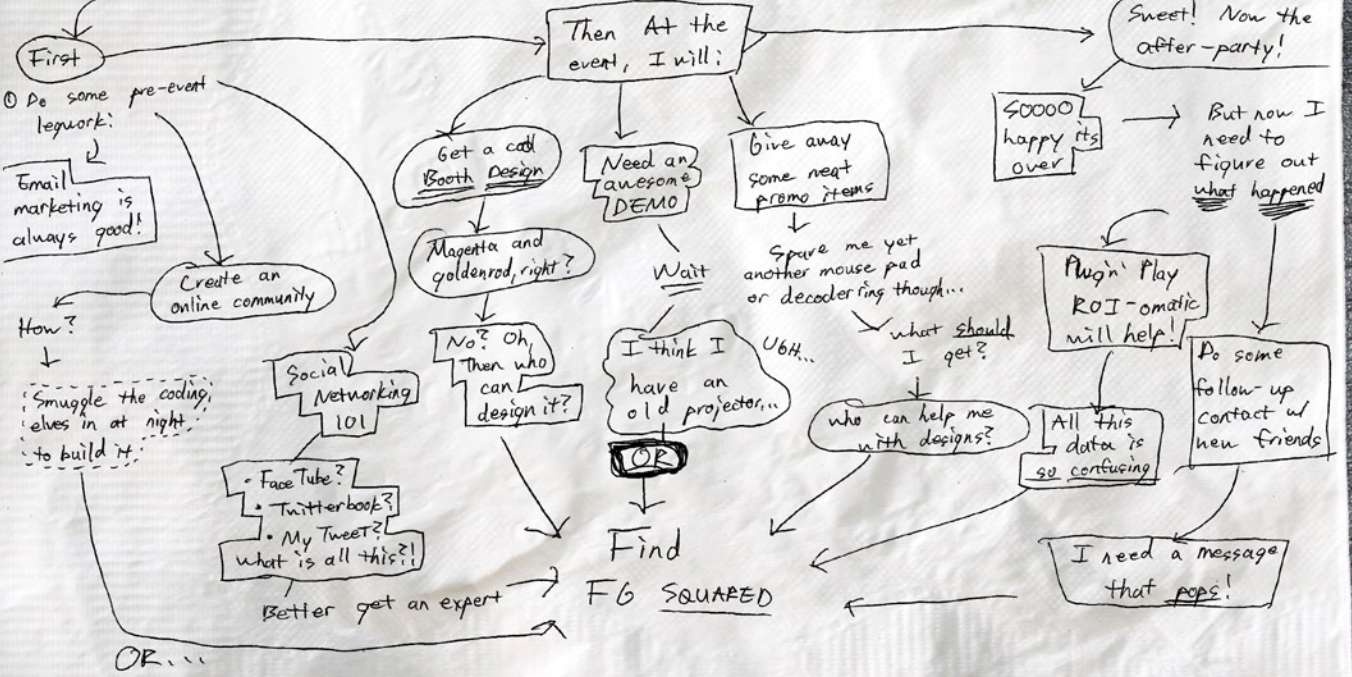 First
① Do some pre-event
legwork:
Email
marketing is
always good!
Create an
online community
How?
Smuggle the coding
elves in at night
to build it
OR...
Social
Networking
101
• FaceTube?
• Twitterbook?
• My Tweet?
what is all this?!
Better get an expert
Then At the
event, I will:
Get a cool
Booth Design
Magenta and
goldenrod, right?
No? Oh,
Then who
can
design it?
Need an
awesome
DEMO
Wait
I think I
have an
old projector...
UGH...
OR
Give away
some neat
promo items
Spare me yet
another mouse pad
or decoder ring though...
what should
I get?
who can help me
with designs?
Sweet! Now the
after-party!
SOOOO
happy its
over
But now I
need to
figure out
what happened
Plug'n' Play
ROI-omatic
will help!
All this
data is
so confusing
Do some
follow-up
contact w/
new friends
I need a message
that pops!
Find
FG SQUARED